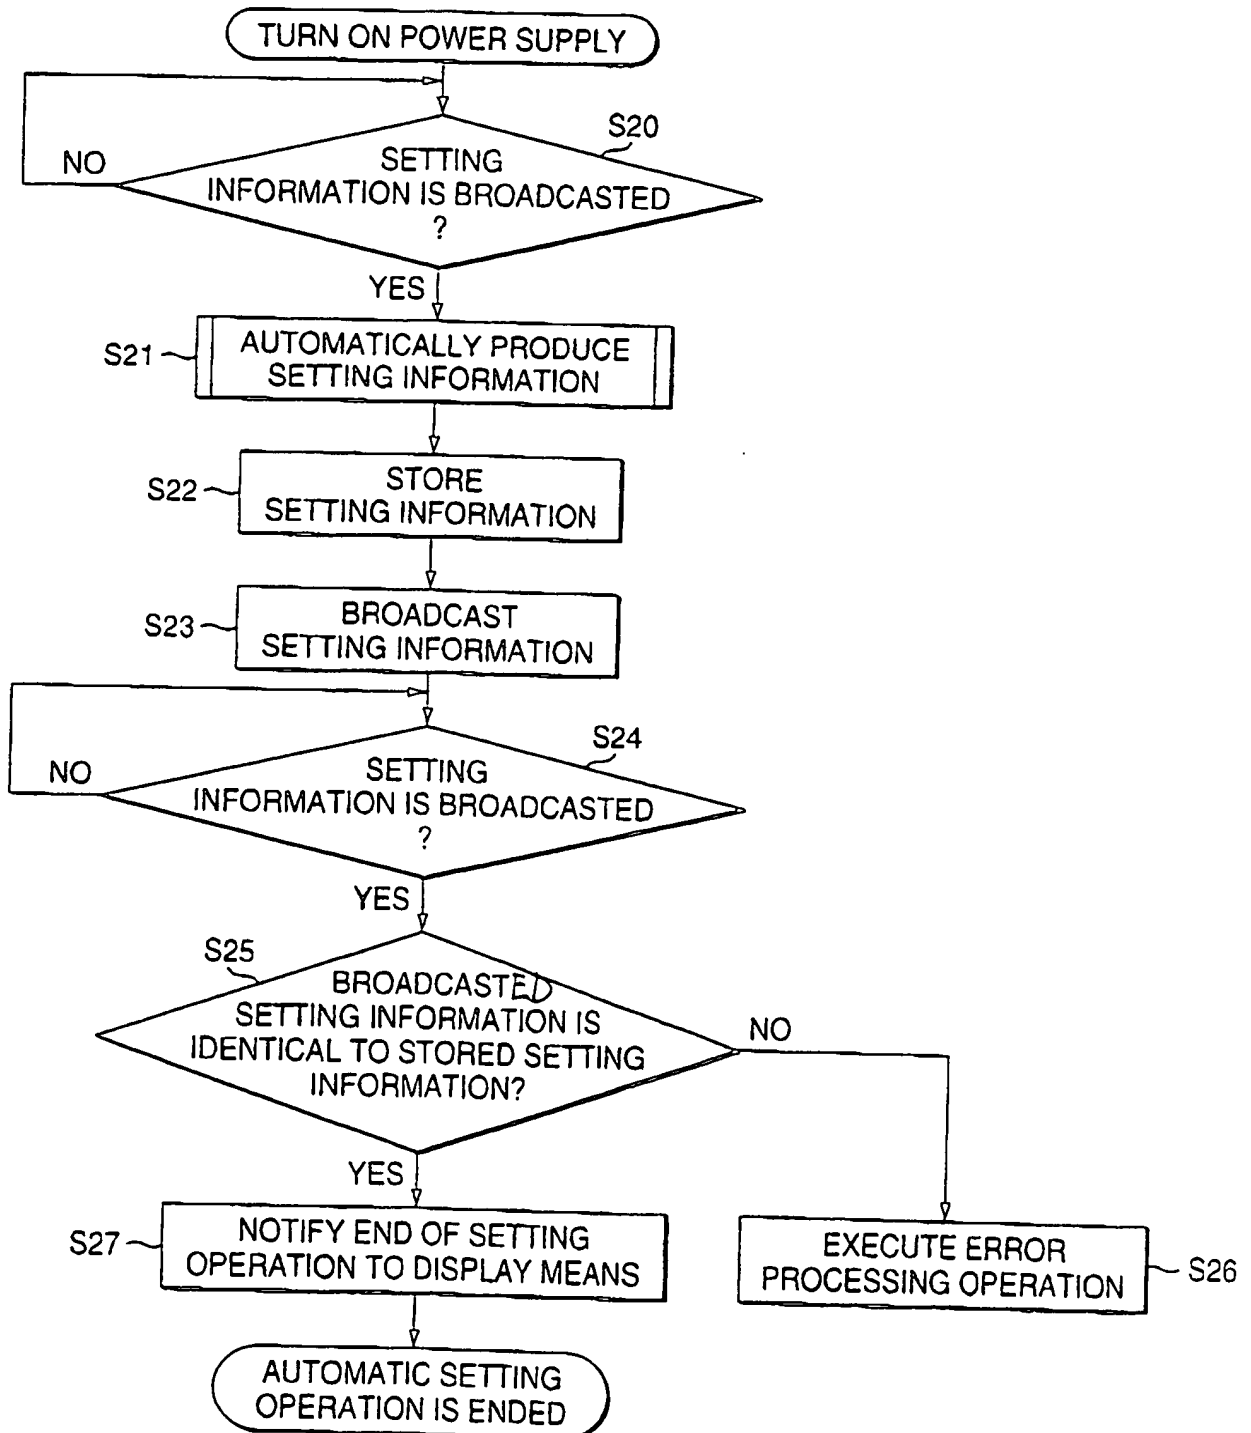 TURN ON POWER SUPPLY
S20
NO
SETTING
INFORMATION IS BROADCASTED
?
YES
S21
AUTOMATICALLY PRODUCE
SETTING INFORMATION
S22
STORE
SETTING INFORMATION
S23
BROADCAST
SETTING INFORMATION
S24
NO
SETTING
INFORMATION IS BROADCASTED
?
YES
S25
BROADCASTED
SETTING INFORMATION IS
IDENTICAL TO STORED SETTING
INFORMATION?
NO
YES
S27
NOTIFY END OF SETTING
OPERATION TO DISPLAY MEANS
EXECUTE ERROR
PROCESSING OPERATION
S26
AUTOMATIC SETTING
OPERATION IS ENDED